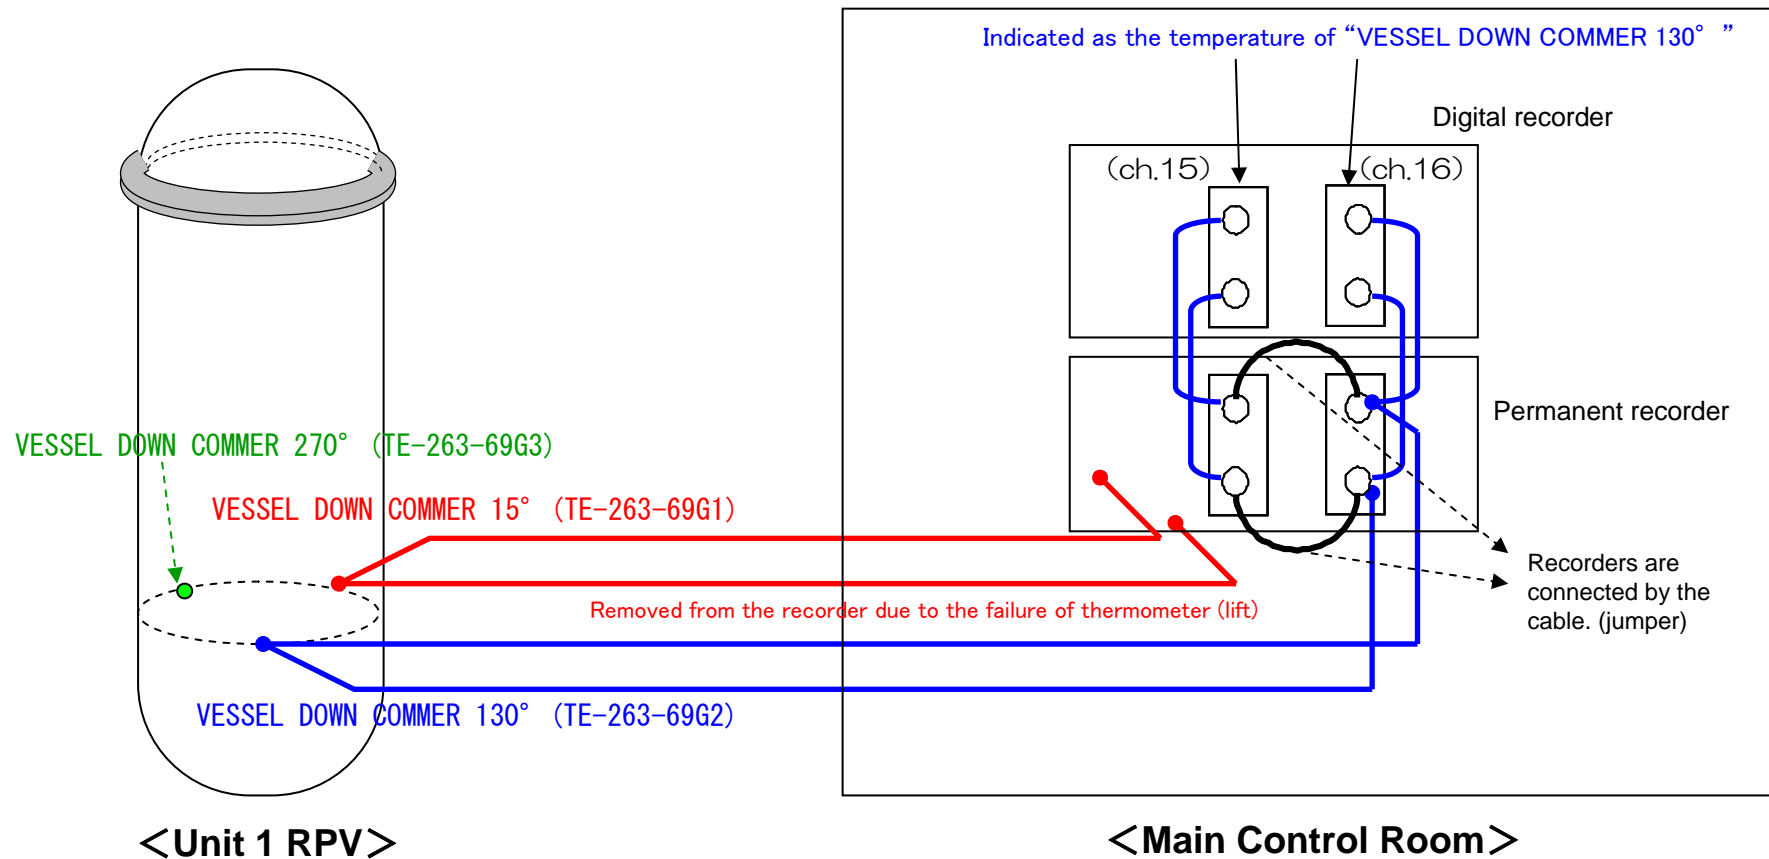 Indicated as the temperature of “VESSEL DOWN COMMER 130° ”
Digital recorder
(ch.15)
(ch.16)
Permanent recorder
VESSEL DOWN COMMER 270° (TE-263-69G3)
VESSEL DOWN COMMER 15° (TE-263-69G1)
Recorders are
connected by the
cable. (jumper)
Removed from the recorder due to the failure of thermometer (lift)
VESSEL DOWN COMMER 130° (TE-263-69G2)
<Unit 1 RPV>
<Main Control Room>